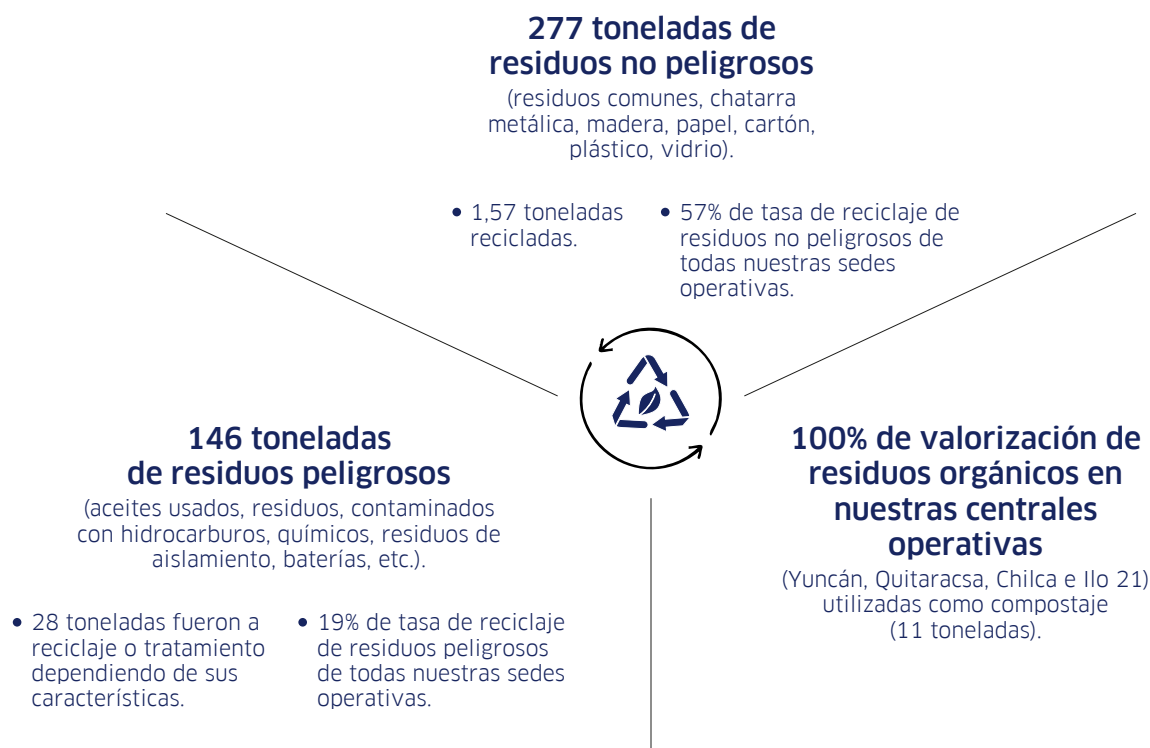 277 toneladas de
residuos no peligrosos
(residuos comunes, chatarra
metálica, madera, papel, cartón,
plástico, vidrio).
• 1,57 toneladas
recicladas.
• 57% de tasa de reciclaje de
residuos no peligrosos de
todas nuestras sedes
operativas.
146 toneladas
de residuos peligrosos
(aceites usados, residuos, contaminados
con hidrocarburos, químicos, residuos de
aislamiento, baterías, etc.).
• 28 toneladas fueron a
reciclaje o tratamiento
dependiendo de sus
características.
• 19% de tasa de reciclaje
de residuos peligrosos
de todas nuestras sedes
operativas.
100% de valorización de
residuos orgánicos en
nuestras centrales
operativas
(Yuncán, Quitaracsa, Chilca e Ilo 21)
utilizadas como compostaje
(11 toneladas).